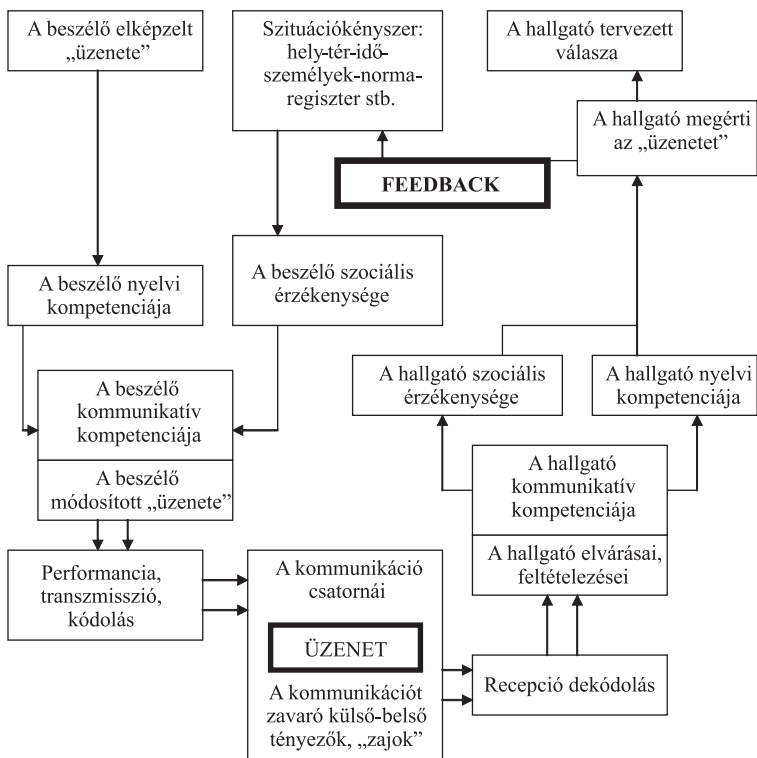 A beszélő elképzelt
„üzenete”
Szituációkényszer:
hely-tér-idő-
személyek-norma-
regiszter stb.
A hallgató tervezett
válasza
A hallgató megérti
az „üzenetet”
FEEDBACK
A beszélő nyelvi
kompetenciája
A beszélő szociális
érzékenysége
A beszélő
kommunikatív
kompetenciája
A beszélő
módosított „üzenete”
A hallgató szociális
érzékenysége
A hallgató nyelvi
kompetenciája
A hallgató
kommunikatív
kompetenciája
A hallgató elvárásai,
feltételezései
Performancia,
transzmisszió,
kódolás
A kommunikáció
csatornái
ÜZENET
A kommunikációt
zavaró külső-belső
tényezők, „zajok”
Recepció dekódolás